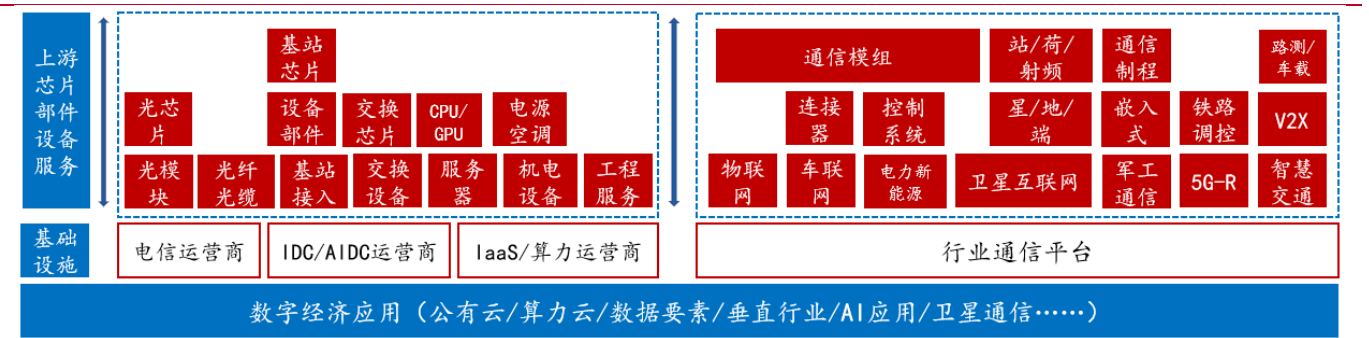 上游
芯片
部件
设备
服务
基站
芯片
光芯
片
设备
部件
交换
芯片
CPU/
GPU
电源
空调
光模
块
光纤
光缆
基站
接入
交换
设备
服务
器
机电
设备
工程
服务
通信模组
站/荷/
射频
通信
制程
路测/
车载
连接
器
控制
系统
星/地/
端
嵌入
式
铁路
调控
V2X
物联
网
车联
网
电力新
能源
卫星互联网
军工
通信
5G-R
智慧
交通
基础
设施
电信运营商
IDC/AIDC运营商
IaaS/算力运营商
行业通信平台
数字经济应用（公有云/算力云/数据要素/垂直行业/AI应用/卫星通信……）